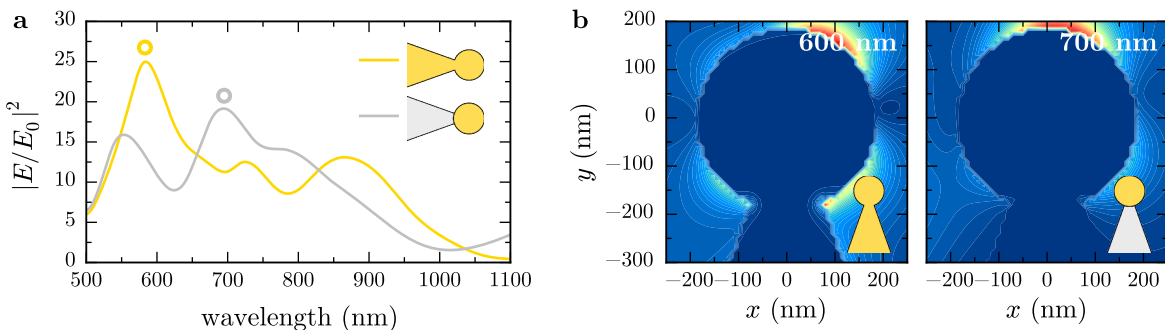 a
|E/E₀|²
30
25
20
15
10
5
0
500 600 700 800 900 1000 1100
wavelength (nm)
b
y (nm)
200
100
0
−100
−200
−300
600 nm
−200 −100 0 100 200
x (nm)
700 nm
−200 −100 0 100 200
x (nm)